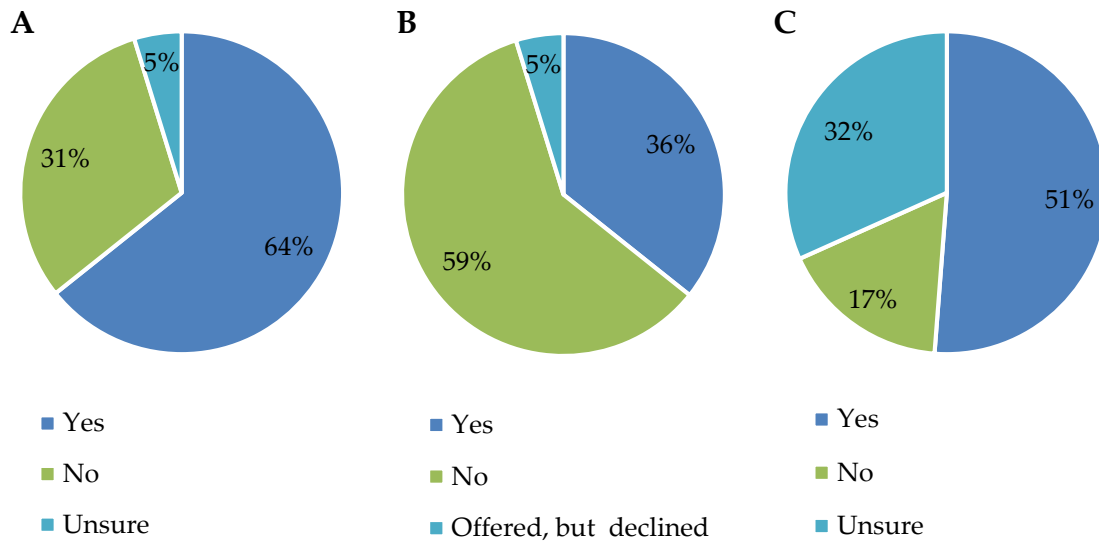 A
5%
31%
64%
Yes
No
Unsure
B
5%
36%
59%
Yes
No
Offered, but declined
C
32%
51%
17%
Yes
No
Unsure